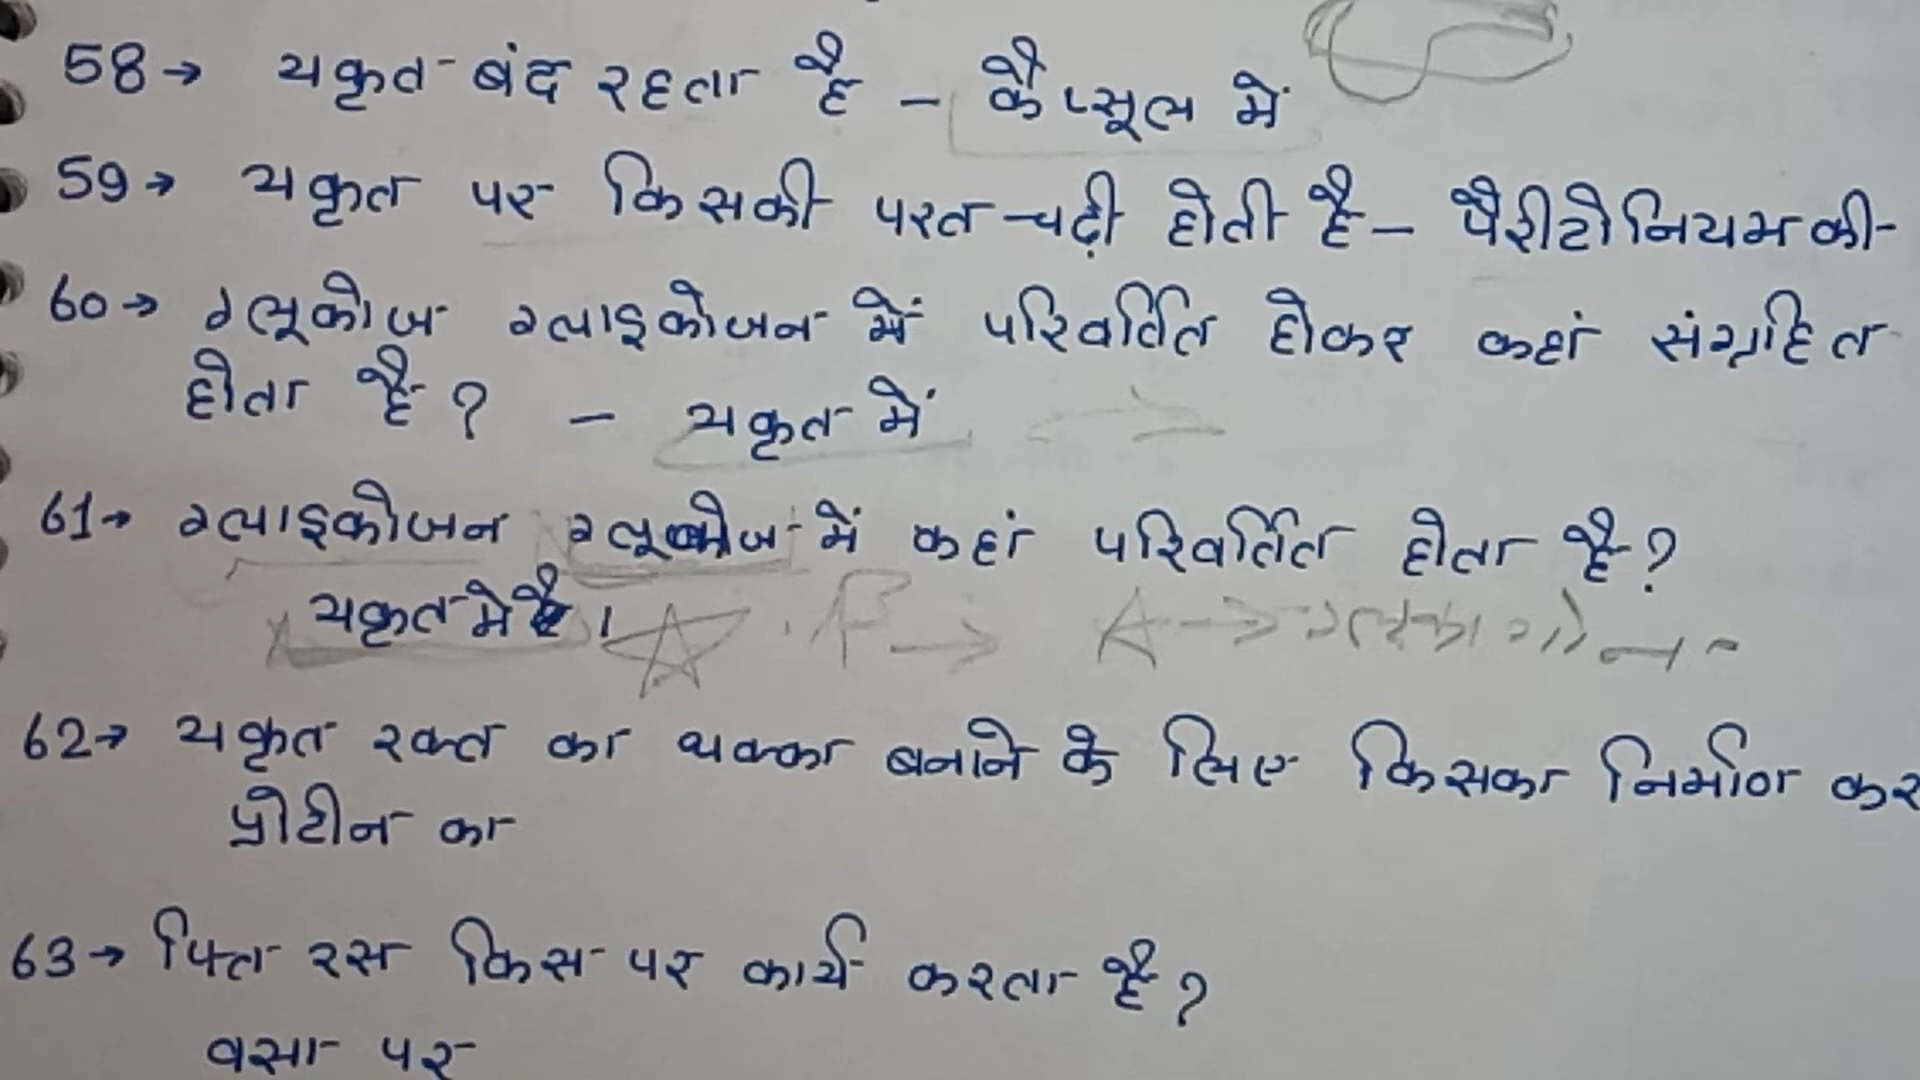 58→ यकृत बंद रहता है – कैप्सूल में
59→ यकृत पर किसकी परत चढ़ी होती है – पैरीटोनियम की
60→ ग्लूकोज ग्लाइकोजन में परिवर्तित होकर कहां संग्रहित
होता है? – यकृत में
61→ ग्लाइकोजन ग्लूकोज में कहां परिवर्तित होता है?
यकृत मे है।
62→ यकृत रक्त का थक्का बनाने के लिए किसका निर्माण कर
प्रोटीन का
63→ पित्त रस किस पर कार्य करता है?
वसा पर